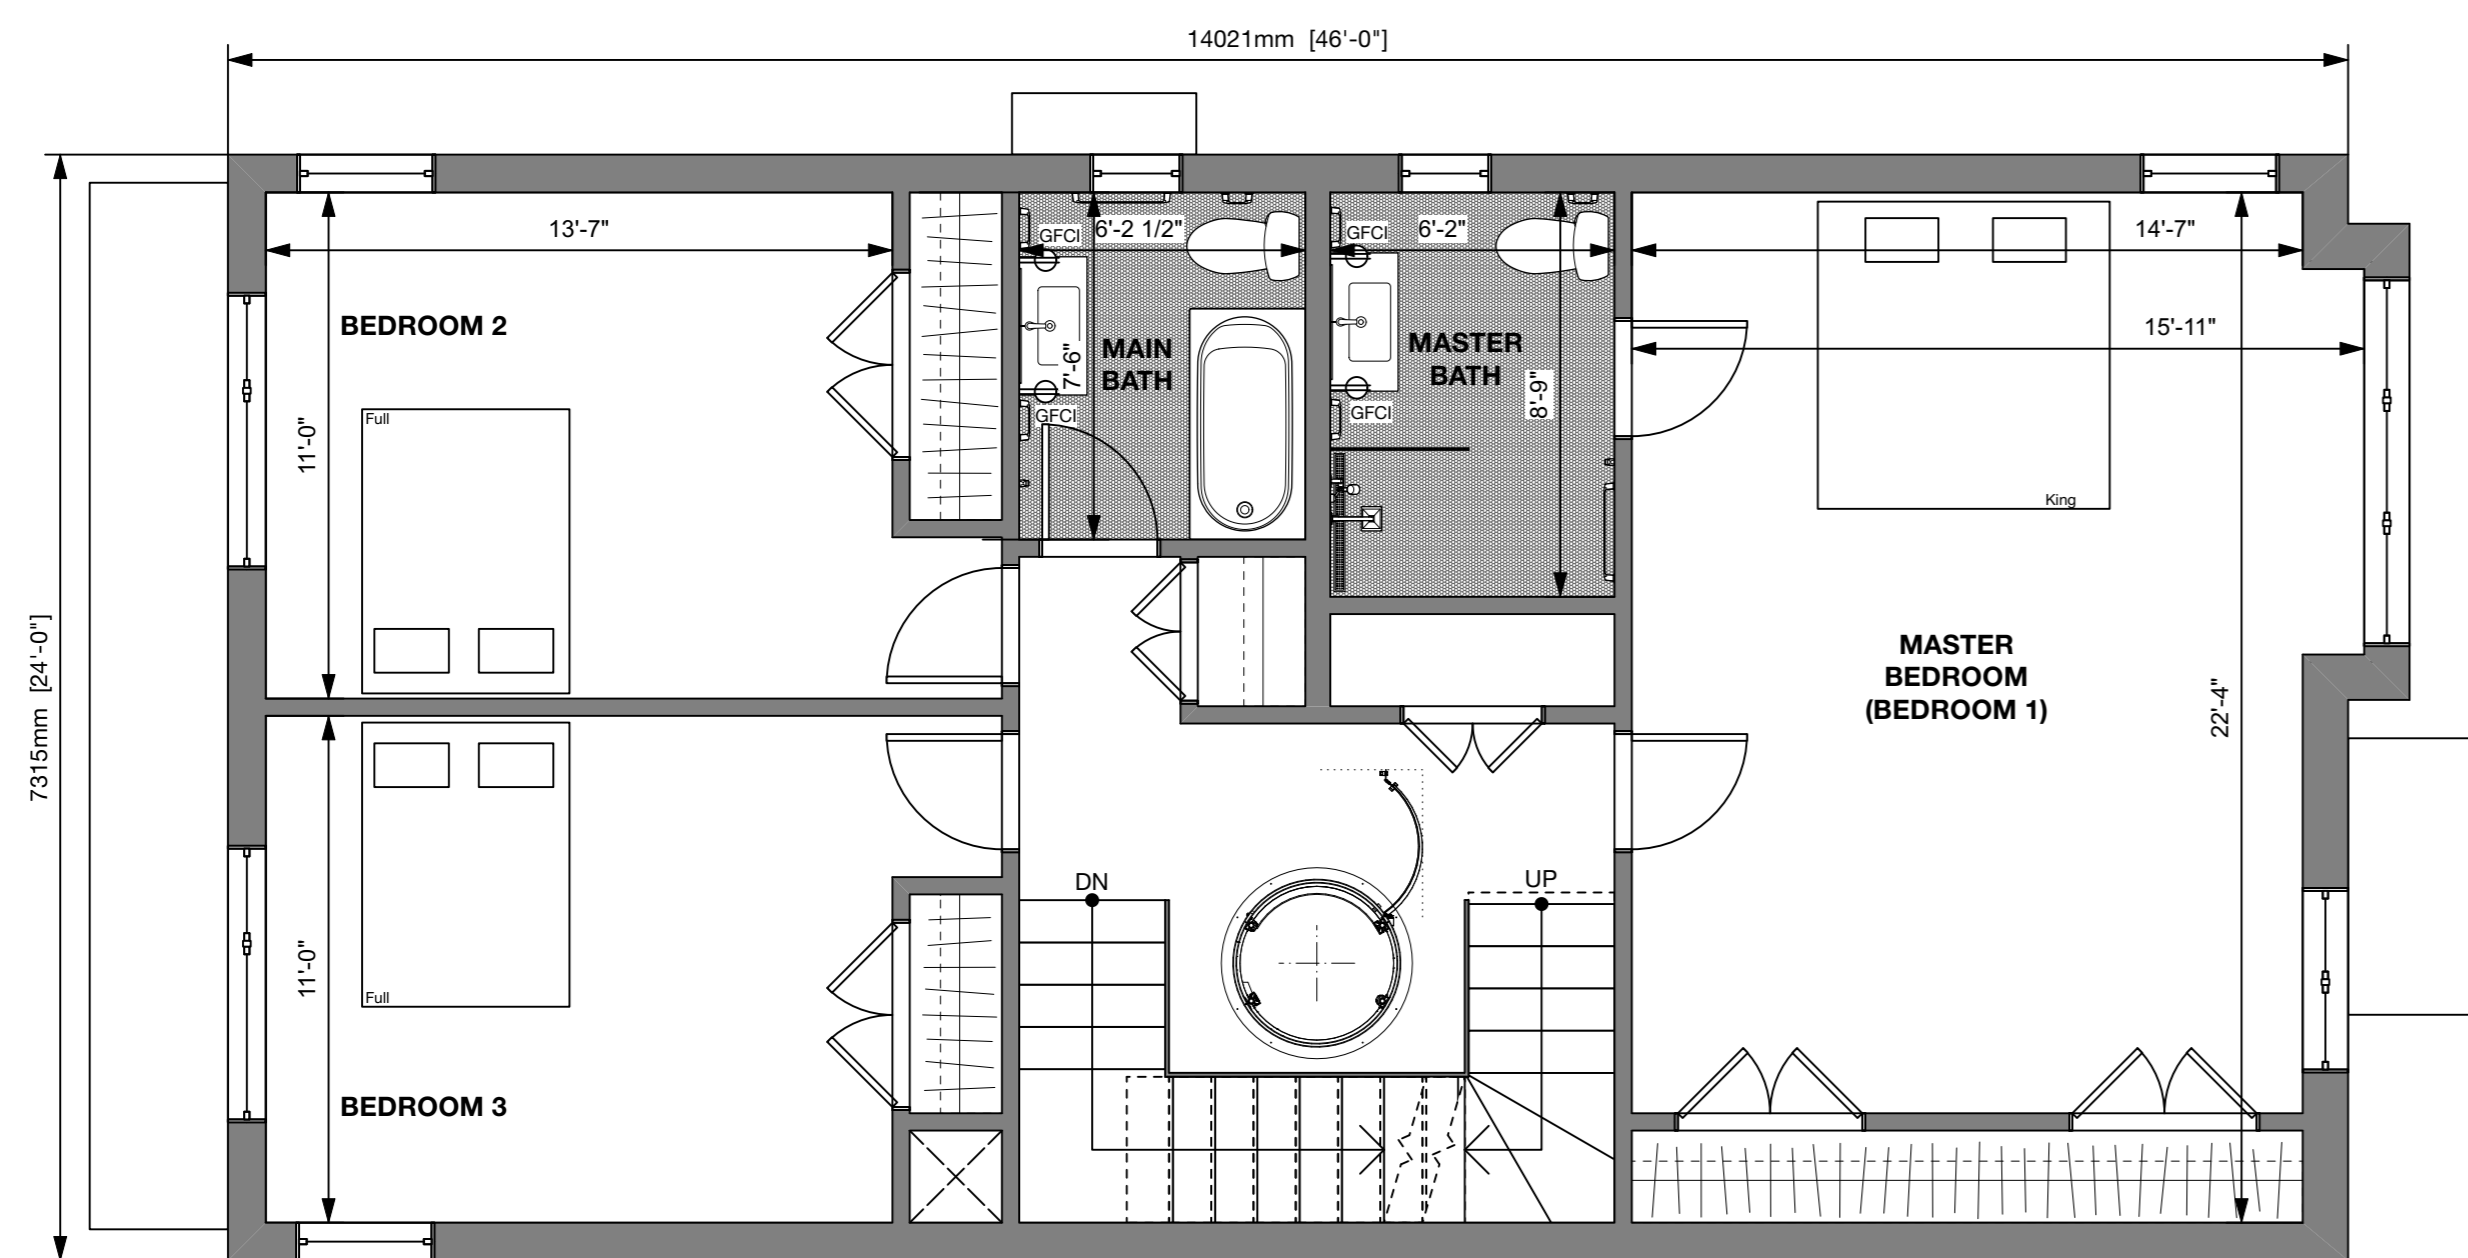 14021mm [46'-0"]
7315mm [24'-0"]
13'-7"
GFCI
6'-2 1/2"
GFCI
6'-2"
14'-7"
BEDROOM 2
11'-0"
Full
7'-6"
MAIN
BATH
GFCI
MASTER
BATH
8'-9"
GFCI
15'-11"
King
MASTER
BEDROOM
(BEDROOM 1)
22'-4"
DN
UP
11'-0"
Full
BEDROOM 3